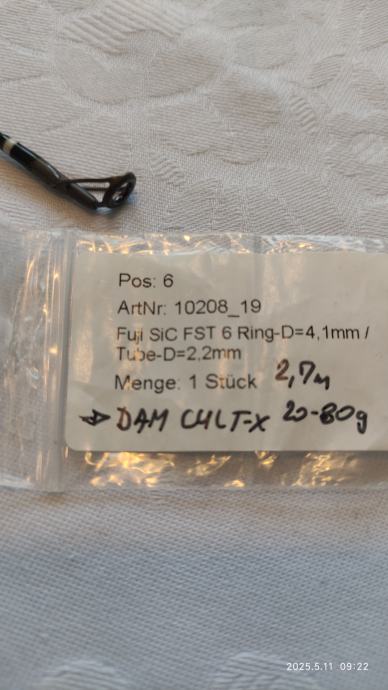 Pos: 6
ArtNr: 10208_19
Fuji SiC FST 6 Ring-D=4,1mm /
Tube-D=2,2mm
Menge: 1 Stück 2,7m
→ DAM CULT-X 20-80g
2025.5.11 09:22